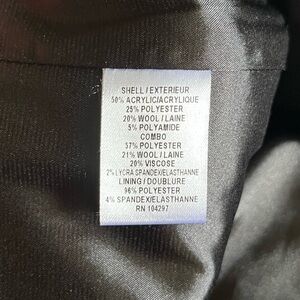 SHELL/EXTERIEUR
50% ACRYLIC/ACRYLIQUE
25% POLYESTER
20% WOOL/LAINE
5% POLYAMIDE
COMBO
57% POLYESTER
21% WOOL/LAINE
20% VISCOSE
2% LYCRA SPANDEX/ELASTHANNE
LINING/DOUBLURE
96% POLYESTER
4% SPANDEX/ELASTHANNE
RN 104297